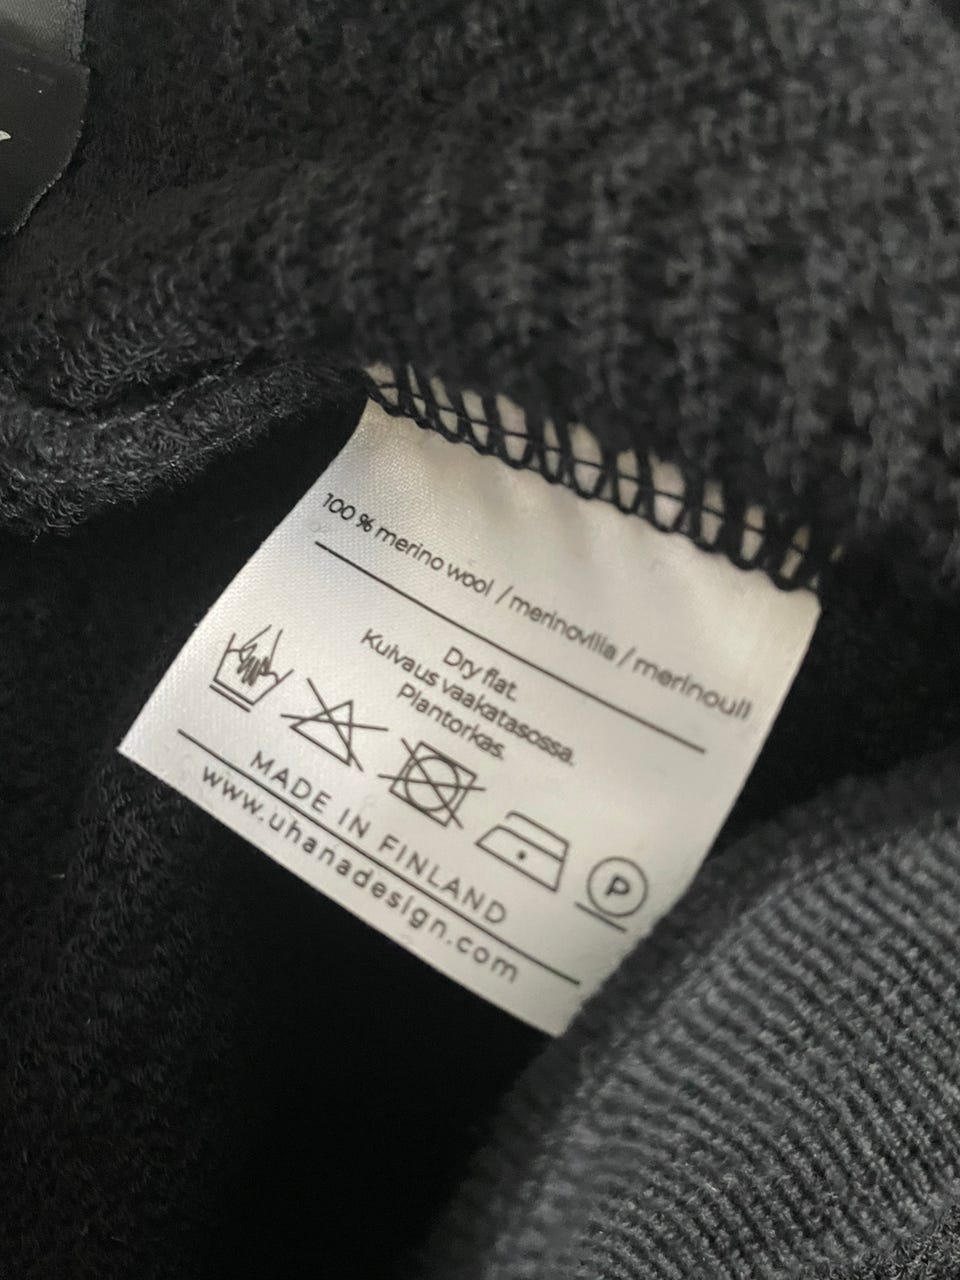 100 % merino wool / merinovilla / merinoull
Dry flat.
Kuivaus vaakatasossa.
Plantorkas.
P
MADE IN FINLAND
www.uhanadesign.com